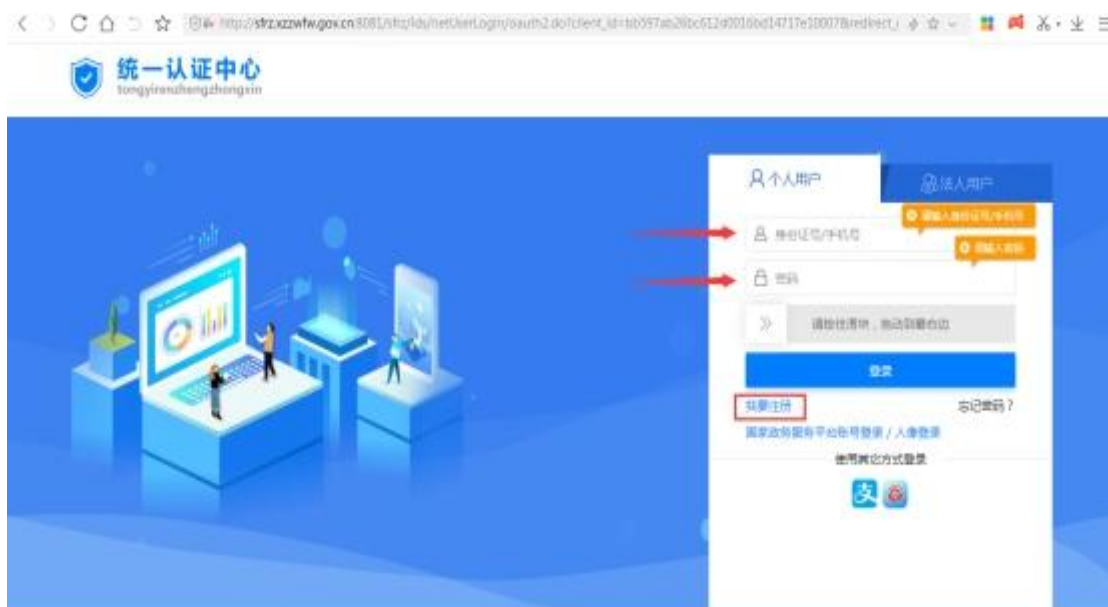 统一认证中心
tongyirenzhengzhongxin
个人用户
法人用户
请输入身份证号/手机号
身份证号/手机号
请输入密码
密码
请按住滑块，拖动到最右边
登录
我要注册
忘记密码？
国家政务服务平台账号登录 / 人像登录
使用其它方式登录
支